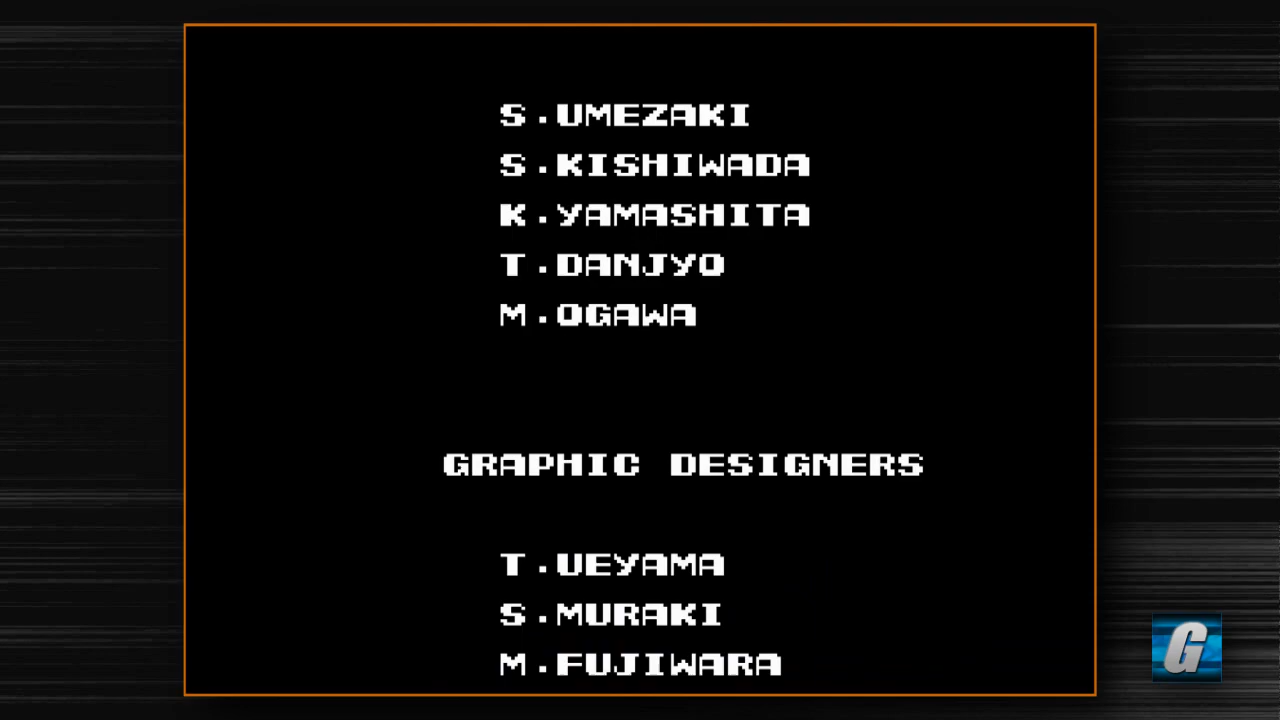 S.UMEZAKI
S.KISHIWADA
K.YAMASHITA
T.DANJYO
M.OGAWA
GRAPHIC DESIGNERS
T.UEYAMA
S.MURAKI
M.FUJIWARA
G